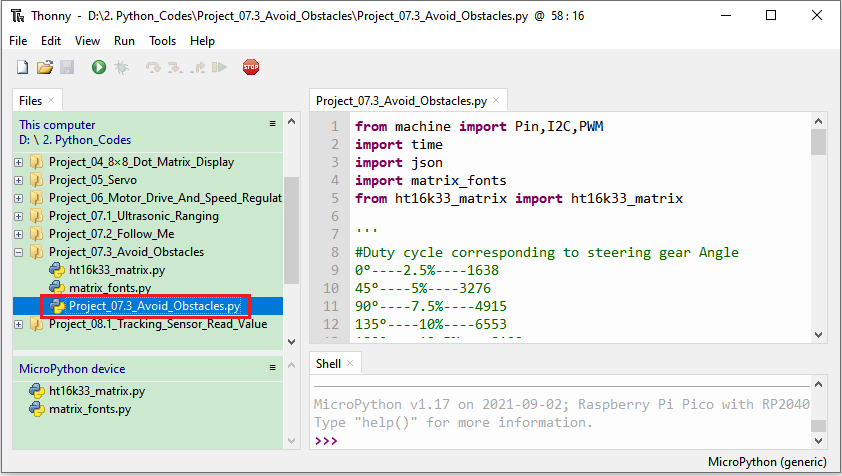 Thonny - D:\2. Python_Codes\Project_07.3_Avoid_Obstacles\Project_07.3_Avoid_Obstacles.py @ 58 : 16
File Edit View Run Tools Help
STOP
Files
This computer
D: \ 2. Python_Codes
Project_04_8×8_Dot_Matrix_Display
Project_05_Servo
Project_06_Motor_Drive_And_Speed_Regulat
Project_07.1_Ultrasonic_Ranging
Project_07.2_Follow_Me
Project_07.3_Avoid_Obstacles
ht16k33_matrix.py
matrix_fonts.py
Project_07.3_Avoid_Obstacles.py
Project_08.1_Tracking_Sensor_Read_Value
MicroPython device
ht16k33_matrix.py
matrix_fonts.py
Project_07.3_Avoid_Obstacles.py
1 from machine import Pin,I2C,PWM
2 import time
3 import json
4 import matrix_fonts
5 from ht16k33_matrix import ht16k33_matrix
6
7 '''
8 #Duty cycle corresponding to steering gear Angle
9 0°----2.5%----1638
10 45°----5%----3276
11 90°----7.5%----4915
12 135°----10%----6553
Shell
MicroPython v1.17 on 2021-09-02; Raspberry Pi Pico with RP2040
Type "help()" for more information.
>>>
MicroPython (generic)